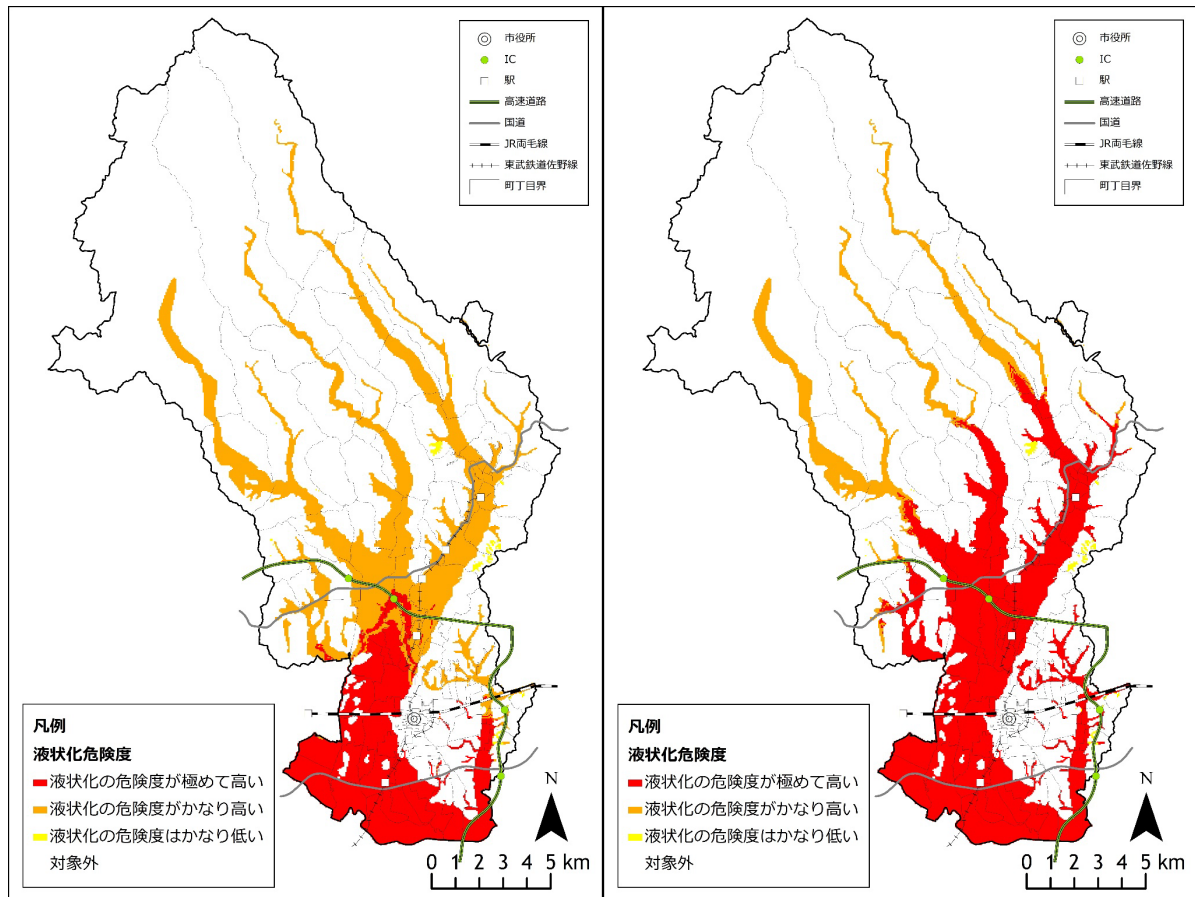 市役所
IC
駅
高速道路
国道
JR両毛線
東武鉄道佐野線
町丁目界
凡例
液状化危険度
液状化の危険度が極めて高い
液状化の危険度がかなり高い
液状化の危険度はかなり低い
対象外
N
0 1 2 3 4 5 km
市役所
IC
駅
高速道路
国道
JR両毛線
東武鉄道佐野線
町丁目界
凡例
液状化危険度
液状化の危険度が極めて高い
液状化の危険度がかなり高い
液状化の危険度はかなり低い
対象外
N
0 1 2 3 4 5 km